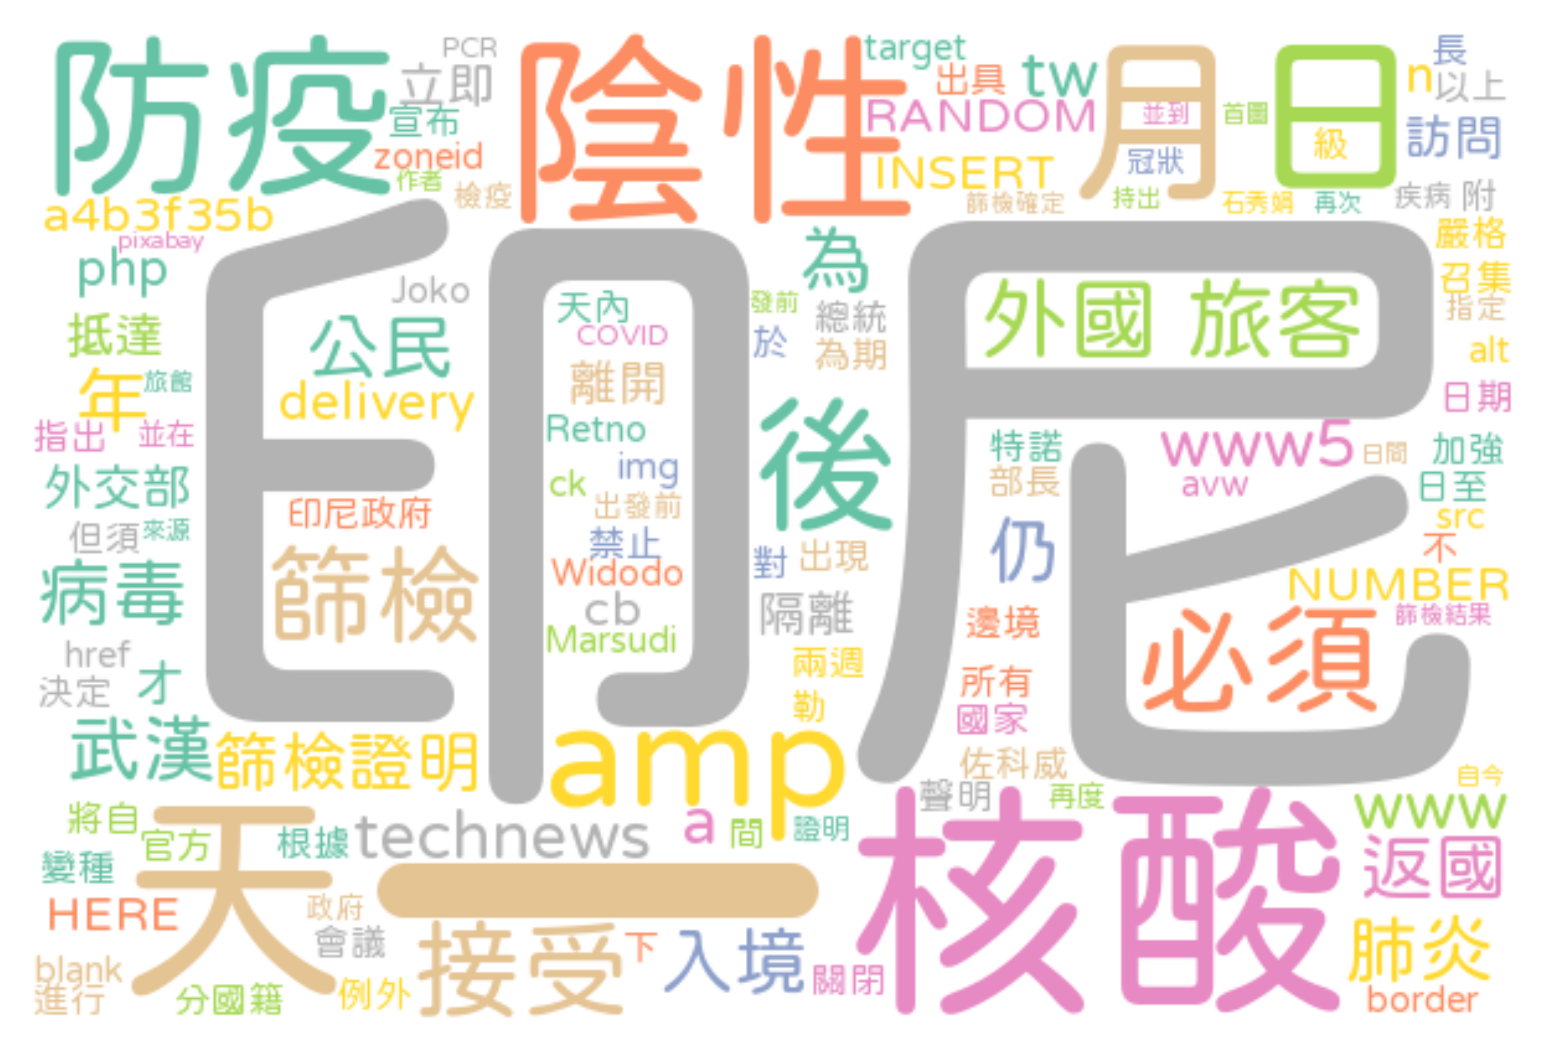 防疫
PCR
立即
宣布
zoneid
作者
檢疫
陰性
target
出具
tw
RANDOM
INSERT
篩檢確定
月
並到
冠狀
持出
首圖
日
級
石秀娟
再次
n
長
以上
訪問
疾病
附
a4b3f35b
pixabay
php
抵達
年
旅館
指出
並在
外交部
但須
來源
病毒
href
決定
才
武漢
印尼
Joko
公民
delivery
印尼政府
篩檢
篩檢證明
天內
COVID
離開
Retno
img
ck
出發前
禁止
Widodo
cb
Marsudi
amp
為
發前
總統
於
為期
後
對
出現
隔離
兩週
勒
外國 旅客
特諾
部長
仍
邊境
所有
國家
佐科威
聲明
再度
www5
日間
avw
加強
日至
src
不
NUMBER
篩檢結果
必須
嚴格
召集
指定
alt
日期
自今
www
返國
肺炎
border
將自
官方
變種
HERE
blank
進行
天
分國籍
根據
technews
a
間
證明
一
政府
會議
例外
接受
下
入境
關閉
核酸